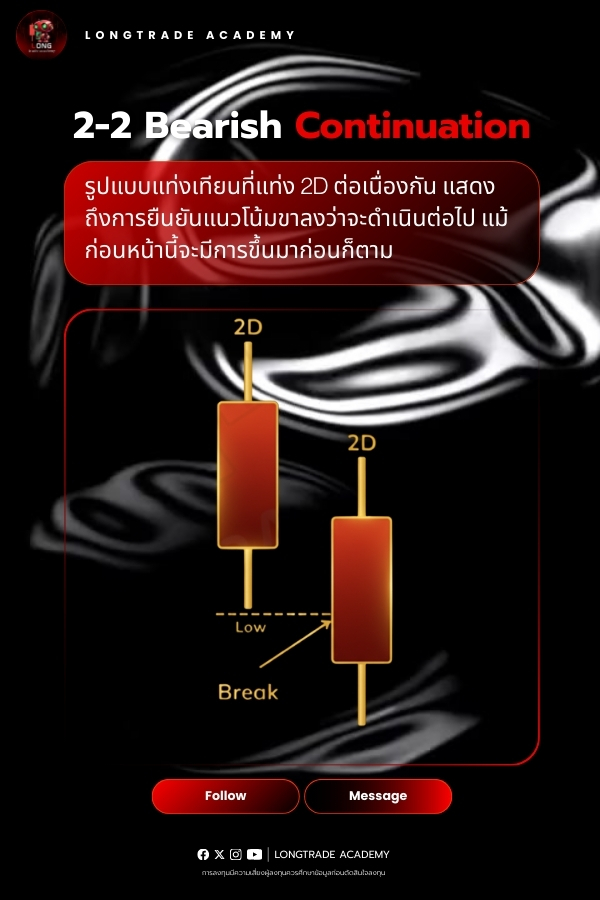 LONG
LONGTRADE ACADEMY
2-2 Bearish Continuation
รูปแบบแท่งเทียนที่แท่ง 2D ต่อเนื่องกัน แสดง
ถึงการยืนยันแนวโน้มขาลงว่าจะดำเนินต่อไป แม้
ก่อนหน้านี้จะมีการขึ้นมาก่อนก็ตาม
2D
2D
Low
Break
Follow
Message
LONGTRADE ACADEMY
การลงทุนมีความเสี่ยงผู้ลงทุนควรศึกษาข้อมูลก่อนตัดสินใจลงทุน